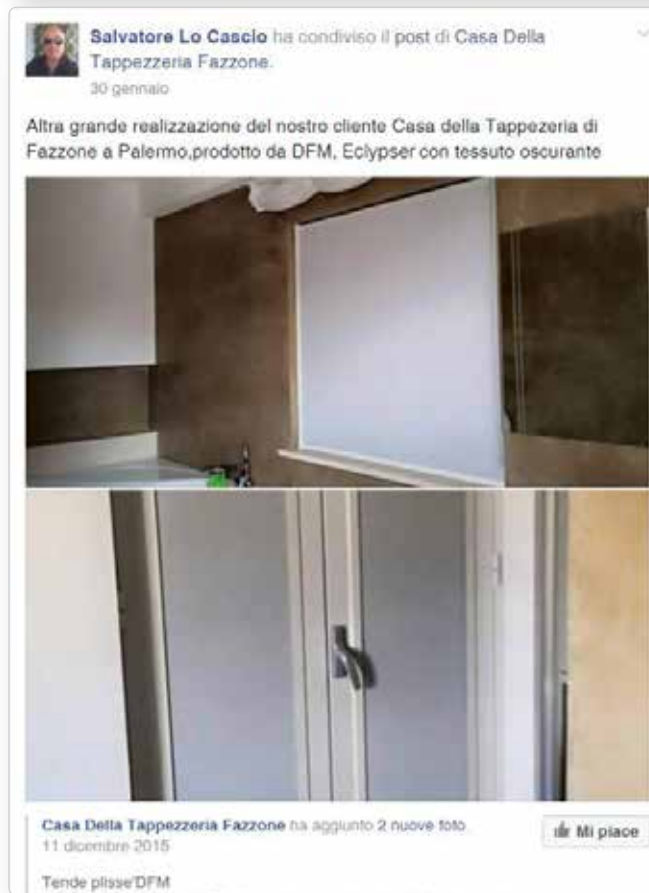 Salvatore Lo Cascio ha condiviso il post di Casa Della
Tappezzeria Fazzone.
30 gennaio
Altra grande realizzazione del nostro cliente Casa della Tappezeria di
Fazzone a Palermo,prodotto da DFM, Eclypser con tessuto oscurante
Casa Della Tappezzeria Fazzone ha aggiunto 2 nuove foto
11 dicembre 2015
Mi piace
Tende plisse'DFM